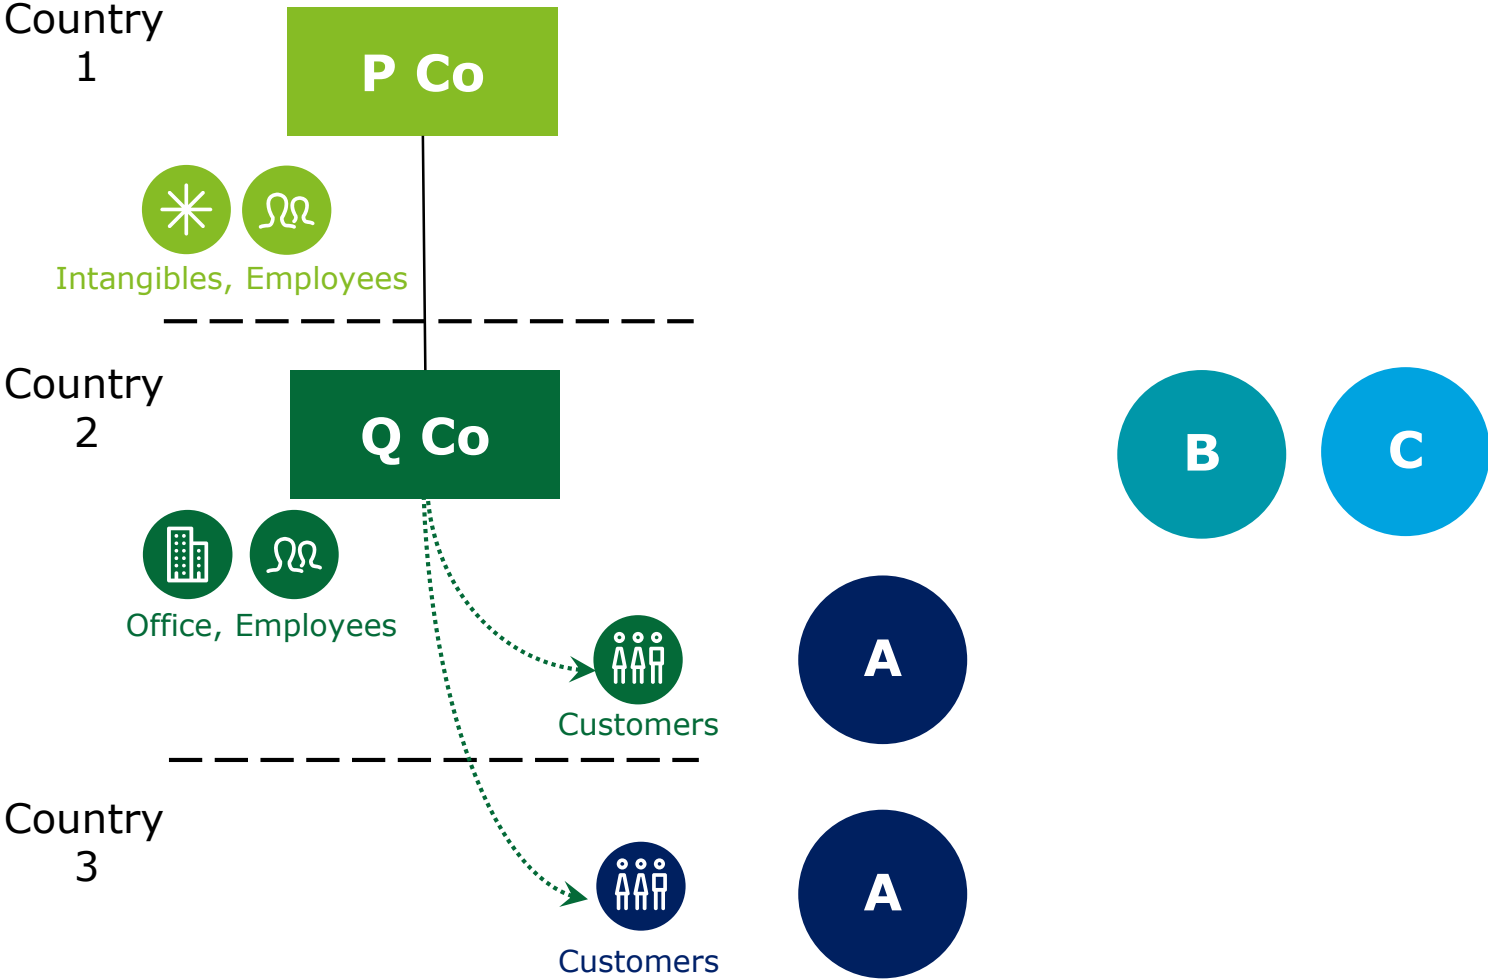 Country
1
P Co
Intangibles, Employees
Country
2
Q Co
B
C
Office, Employees
A
Customers
Country
3
A
Customers